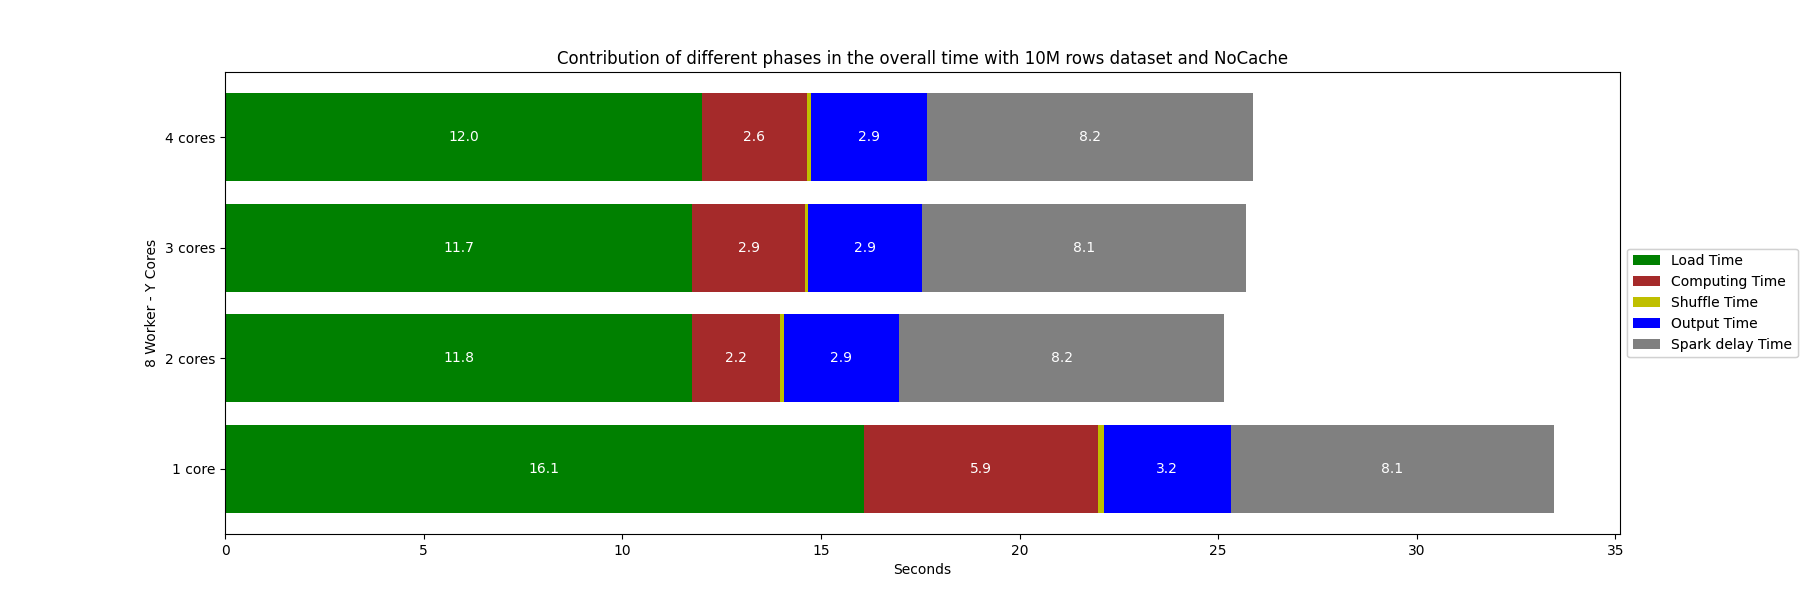 Contribution of different phases in the overall time with 10M rows dataset and NoCache
8 Worker - Y Cores
4 cores
12.0 2.6 2.9 8.2
3 cores
11.7 2.9 2.9 8.1
2 cores
11.8 2.2 2.9 8.2
1 core
16.1 5.9 3.2 8.1
0 5 10 15 20 25 30 35
Seconds
Load Time
Computing Time
Shuffle Time
Output Time
Spark delay Time